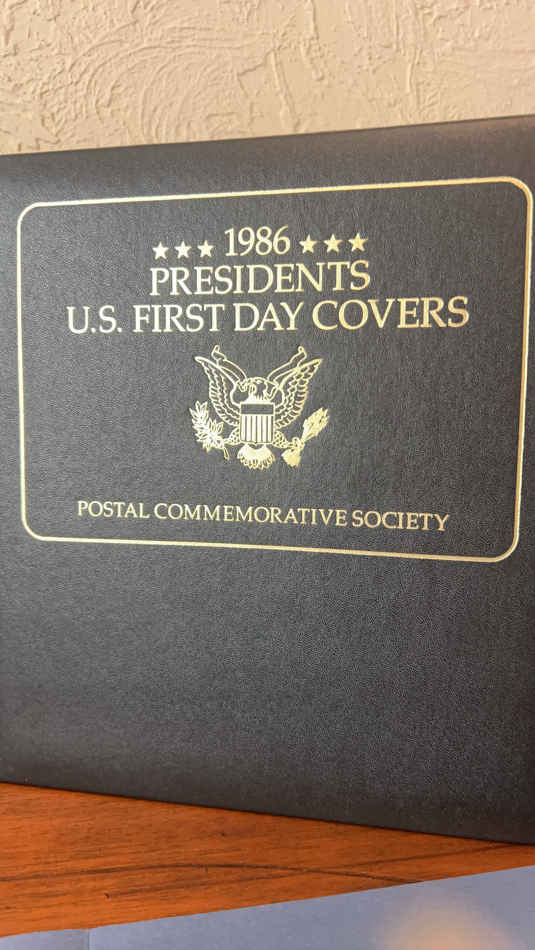 ★★★ 1986 ★★★
PRESIDENTS
U.S. FIRST DAY COVERS
POSTAL COMMEMORATIVE SOCIETY